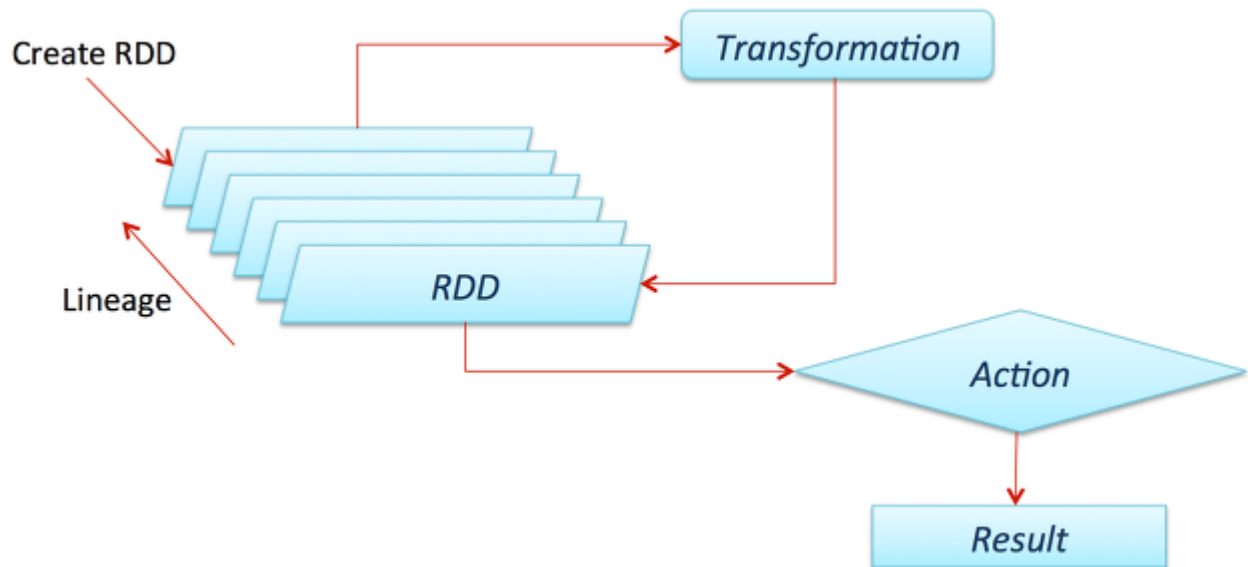 Create RDD
Transformation
RDD
Lineage
Action
Result